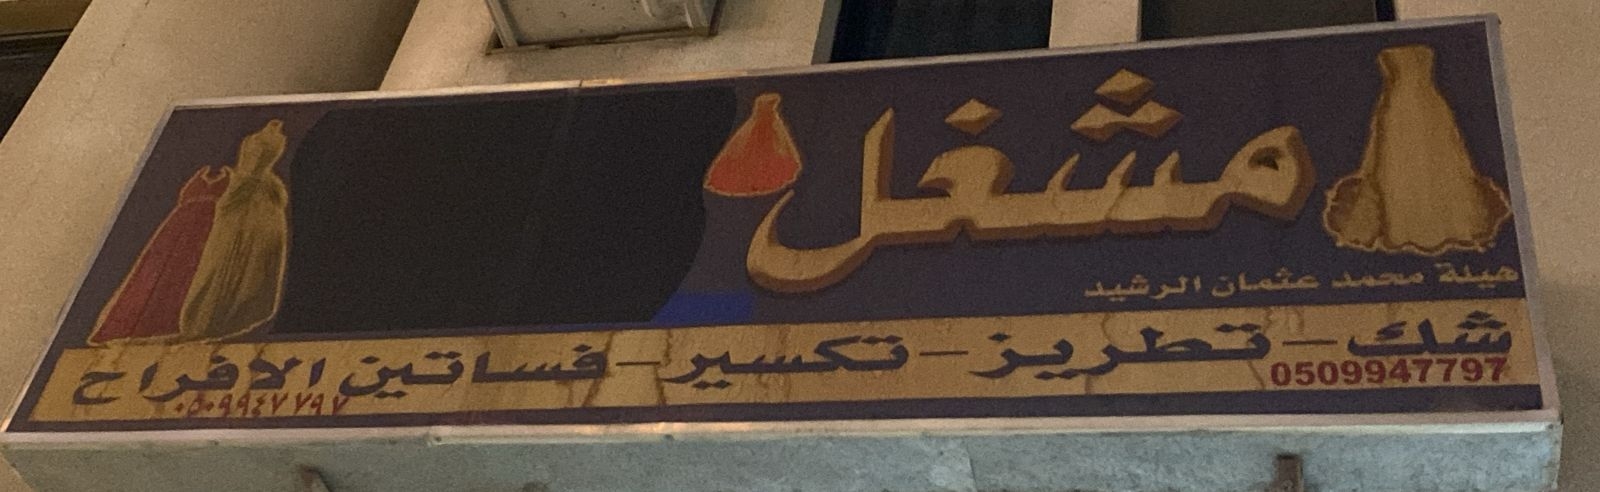 مشغل
هيلة محمد عثمان الرشيد
شك - تطريز - تكسير - فساتين الافراح
0509947797
٠٥٠٩٩٤٧٧٩٧